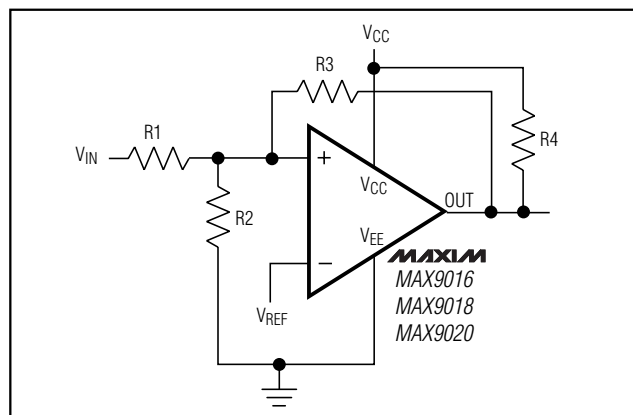 VCC
R3
R1
VIN
R4
+
VCC
OUT
R2
VEE
−
MAXIM
MAX9016
MAX9018
MAX9020
VREF